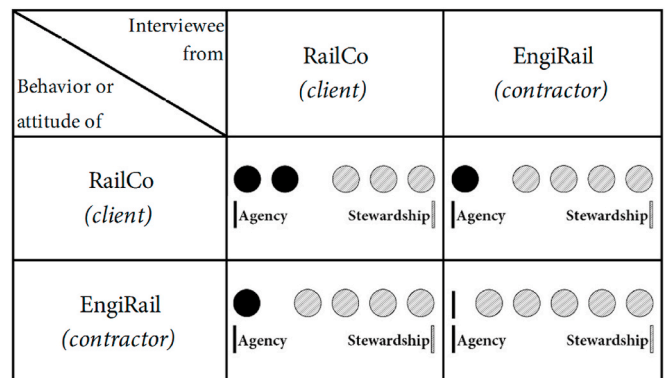 Interviewee
from
Behavior or
attitude of
RailCo
(client)
EngiRail
(contractor)
RailCo
(client)
Agency Stewardship
Agency Stewardship
EngiRail
(contractor)
Agency Stewardship
Agency Stewardship